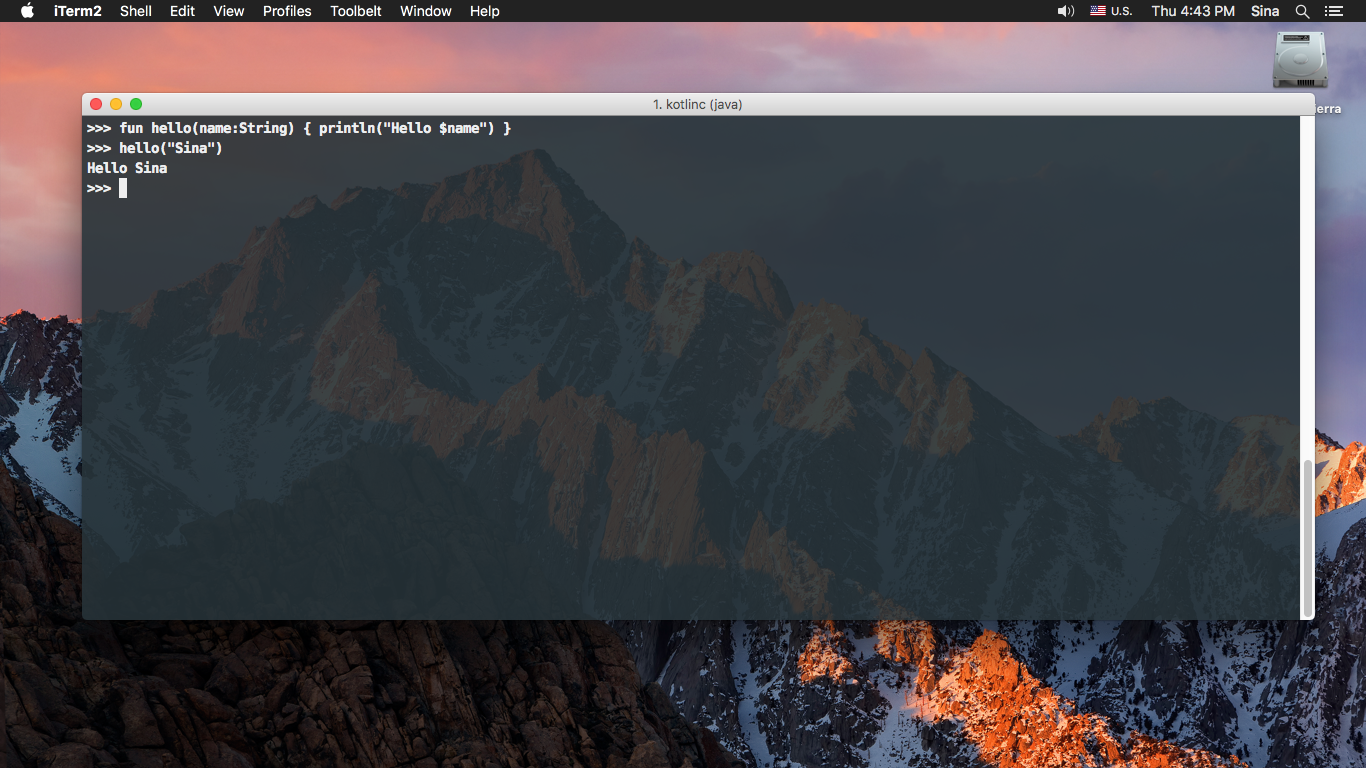 iTerm2 Shell Edit View Profiles Toolbelt Window Help U.S. Thu 4:43 PM Sina
1. kotlinc (java)
>>> fun hello(name:String) { println("Hello $name") }
>>> hello("Sina")
Hello Sina
>>>